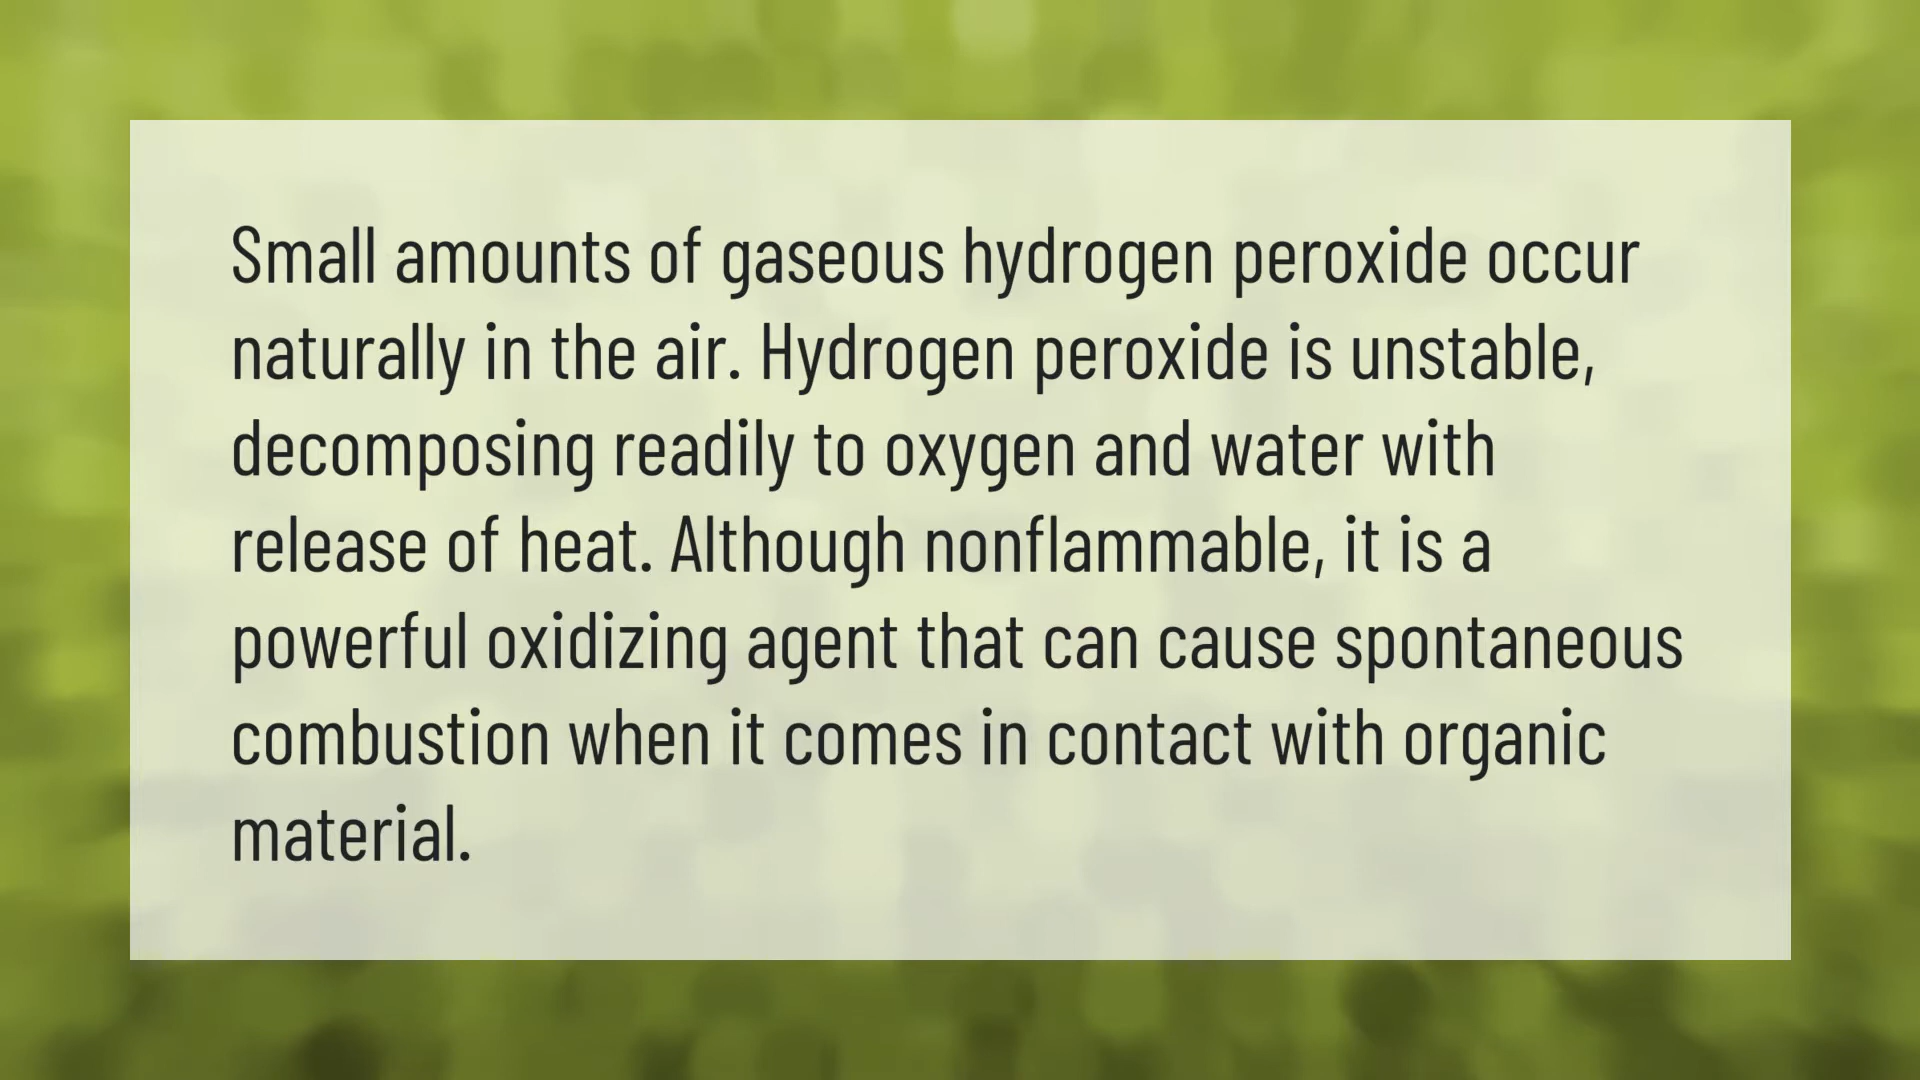 Small amounts of gaseous hydrogen peroxide occur
naturally in the air. Hydrogen peroxide is unstable,
decomposing readily to oxygen and water with
release of heat. Although nonflammable, it is a
powerful oxidizing agent that can cause spontaneous
combustion when it comes in contact with organic
material.